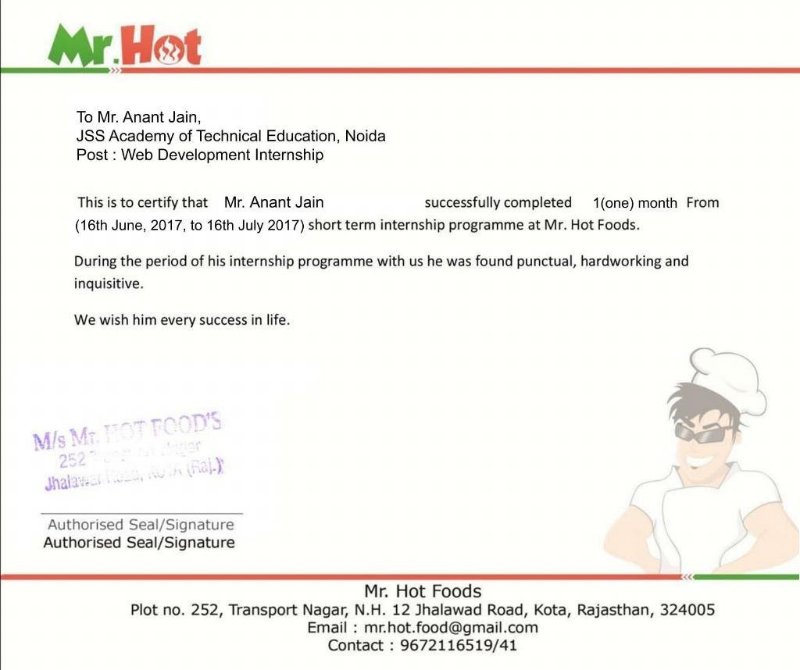 Mr.Hot
To Mr. Anant Jain,
JSS Academy of Technical Education, Noida
Post : Web Development Internship
This is to certify that Mr. Anant Jain successfully completed 1(one) month From
(16th June, 2017, to 16th July 2017) short term internship programme at Mr. Hot Foods.
During the period of his internship programme with us he was found punctual, hardworking and
inquisitive.
We wish him every success in life.
M/s Mr. HOT FOOD'S
252
Jhalawar Road, (Raj.)
Authorised Seal/Signature
Authorised Seal/Signature
Mr. Hot Foods
Plot no. 252, Transport Nagar, N.H. 12 Jhalawad Road, Kota, Rajasthan, 324005
Email : mr.hot.food@gmail.com
Contact : 9672116519/41